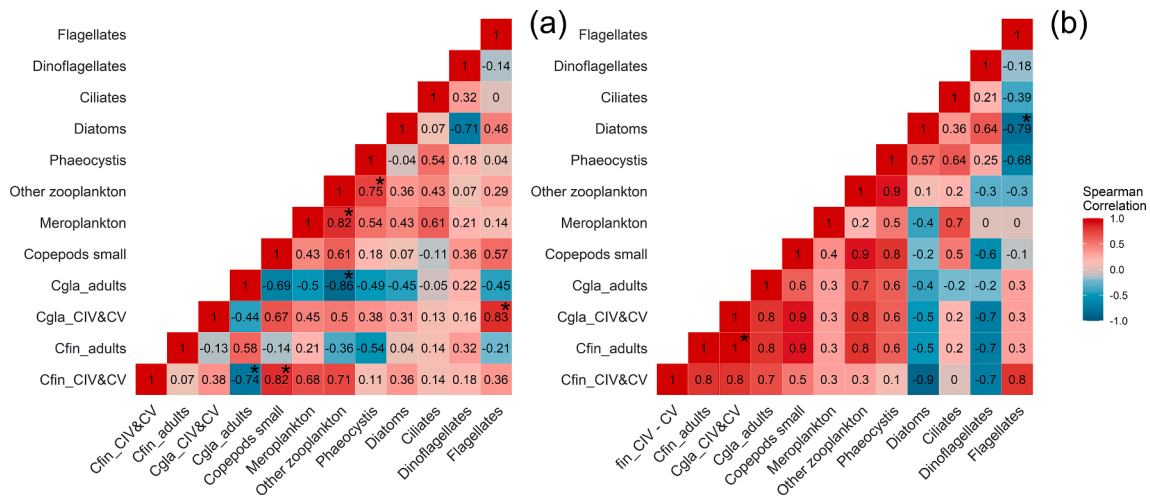 (a)
Flagellates 1
Dinoflagellates 1 -0.14
Ciliates 1 0.32 0
Diatoms 1 0.07 -0.71 0.46
Phaeocystis 1 -0.04 0.54 0.18 0.04
Other zooplankton 1 0.75* 0.36 0.43 0.07 0.29
Meroplankton 1 0.82* 0.54 0.43 0.61 0.21 0.14
Copepods small 1 0.43 0.61 0.18 0.07 -0.11 0.36 0.57
Cgla_adults 1 -0.69 -0.5 -0.86* -0.49 -0.45 -0.05 0.22 -0.45
Cgla_CIV&CV 1 -0.44 0.67 0.45 0.5 0.38 0.31 0.13 0.16 0.83*
Cfin_adults 1 -0.13 0.58 -0.14 0.21 -0.36 -0.54 0.04 0.14 0.32 -0.21
Cfin_CIV&CV 1 0.07 0.38 -0.74* 0.82* 0.68 0.71 0.11 0.36 0.14 0.18 0.36
Cfin_CIV&CV
Cfin_adults
Cgla_CIV&CV
Cgla_adults
Copepods small
Meroplankton
Other zooplankton
Phaeocystis
Diatoms
Ciliates
Dinoflagellates
Flagellates
(b)
Flagellates 1
Dinoflagellates 1 -0.18
Ciliates 1 0.21 -0.39
Diatoms 1 0.36 0.64 -0.79*
Phaeocystis 1 0.57 0.64 0.25 -0.68
Other zooplankton 1 0.9 0.1 0.2 -0.3 -0.3
Meroplankton 1 0.2 0.5 -0.4 0.7 0 0
Copepods small 1 0.4 0.9 0.8 -0.2 0.5 -0.6 -0.1
Cgla_adults 1 0.6 0.3 0.7 0.6 -0.4 -0.2 -0.2 0.3
Cgla_CIV&CV 1 0.8 0.9 0.3 0.8 0.6 -0.5 0.2 -0.7 0.3
Cfin_adults 1 1* 0.8 0.9 0.3 0.8 0.6 -0.5 0.2 -0.7 0.3
Cfin_CIV&CV 1 0.8 0.8 0.7 0.5 0.3 0.3 0.1 -0.9 0 -0.7 0.8
fin_CIV - CV
Cfin_adults
Cgla_CIV&CV
Cgla_adults
Copepods small
Meroplankton
Other zooplankton
Phaeocystis
Diatoms
Ciliates
Dinoflagellates
Flagellates
Spearman
Correlation
1.0
0.5
0.0
-0.5
-1.0